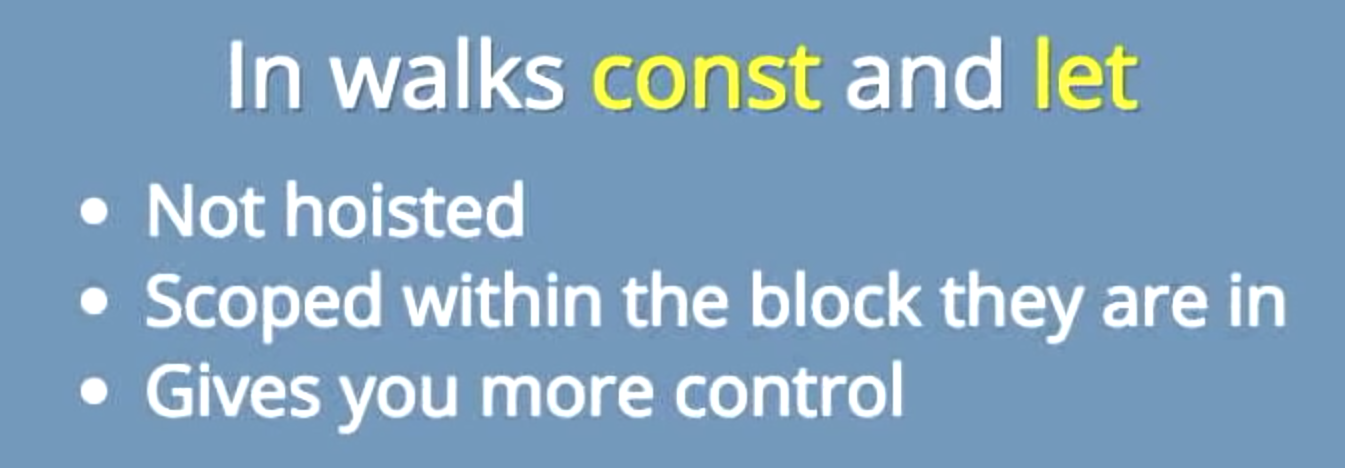 In walks const and let
• Not hoisted
• Scoped within the block they are in
• Gives you more control